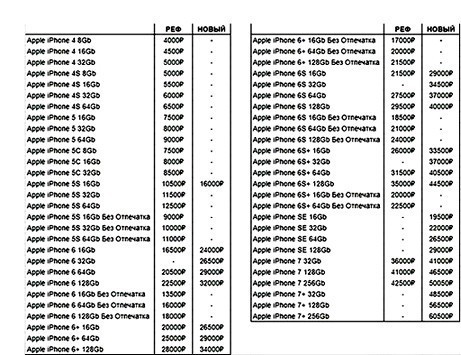 РЕФ НОВЫЙ
Apple iPhone 4 8Gb 4000Р -
Apple iPhone 4 16Gb 4500Р -
Apple iPhone 4 32Gb 5000Р -
Apple iPhone 4S 8Gb 5000Р -
Apple iPhone 4S 16Gb 5500Р -
Apple iPhone 4S 32Gb 6000Р -
Apple iPhone 4S 64Gb 6500Р -
Apple iPhone 5 16Gb 7500Р -
Apple iPhone 5 32Gb 8000Р -
Apple iPhone 5 64Gb 9000Р -
Apple iPhone 5C 8Gb 7500Р -
Apple iPhone 5C 16Gb 8000Р -
Apple iPhone 5C 32Gb 8500Р -
Apple iPhone 5S 16Gb 10500Р 16000Р
Apple iPhone 5S 32Gb 11500Р -
Apple iPhone 5S 64Gb 12500Р -
Apple iPhone 5S 16Gb Без Отпечатка 9000Р -
Apple iPhone 5S 32Gb Без Отпечатка 10000Р -
Apple iPhone 5S 64Gb Без Отпечатка 11000Р -
Apple iPhone 6 16Gb 16500Р 24000Р
Apple iPhone 6 32Gb - 26500Р
Apple iPhone 6 64Gb 20500Р 29000Р
Apple iPhone 6 128Gb 22500Р 32000Р
Apple iPhone 6 16Gb Без Отпечатка 13500Р -
Apple iPhone 6 64Gb Без Отпечатка 16000Р -
Apple iPhone 6 128Gb Без Отпечатка 18000Р -
Apple iPhone 6+ 16Gb 20000Р 26500Р
Apple iPhone 6+ 64Gb 25000Р 29000Р
Apple iPhone 6+ 128Gb 28000Р 34000Р
РЕФ НОВЫЙ
Apple iPhone 6+ 16Gb Без Отпечатка 17000Р -
Apple iPhone 6+ 64Gb Без Отпечатка 20000Р -
Apple iPhone 6+ 128Gb Без Отпечатка 21500Р -
Apple iPhone 6S 16Gb 21500Р 29000Р
Apple iPhone 6S 32Gb - 34500Р
Apple iPhone 6S 64Gb 27500Р 37000Р
Apple iPhone 6S 128Gb 29500Р 40000Р
Apple iPhone 6S 16Gb Без Отпечатка 18500Р -
Apple iPhone 6S 64Gb Без Отпечатка 21000Р -
Apple iPhone 6S 128Gb Без Отпечатка 24000Р -
Apple iPhone 6S+ 16Gb 26000Р 33500Р
Apple iPhone 6S+ 32Gb - 37000Р
Apple iPhone 6S+ 64Gb 31500Р 40500Р
Apple iPhone 6S+ 128Gb 35000Р 44500Р
Apple iPhone 6S+ 16Gb Без Отпечатка 20000Р -
Apple iPhone 6S+ 64Gb Без Отпечатка 22500Р -
Apple iPhone SE 16Gb - 19500Р
Apple iPhone SE 32Gb - 22000Р
Apple iPhone SE 64Gb - 26500Р
Apple iPhone SE 128Gb - 29000Р
Apple iPhone 7 32Gb 36000Р 41000Р
Apple iPhone 7 128Gb 41000Р 46500Р
Apple iPhone 7 256Gb 42500Р 50050Р
Apple iPhone 7+ 32Gb - 48500Р
Apple iPhone 7+ 128Gb - 56500Р
Apple iPhone 7+ 256Gb - 60500Р